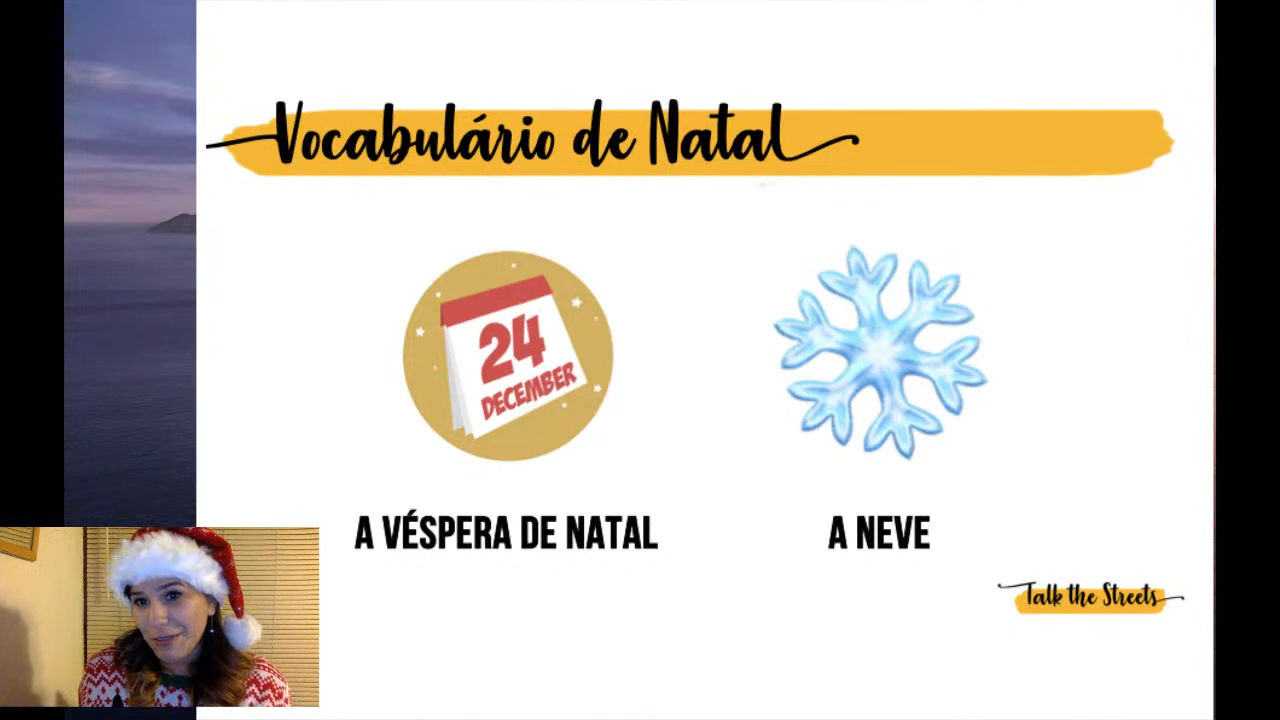 Vocabulário de Natal
24
DECEMBER
A VÉSPERA DE NATAL
A NEVE
Talk the Streets